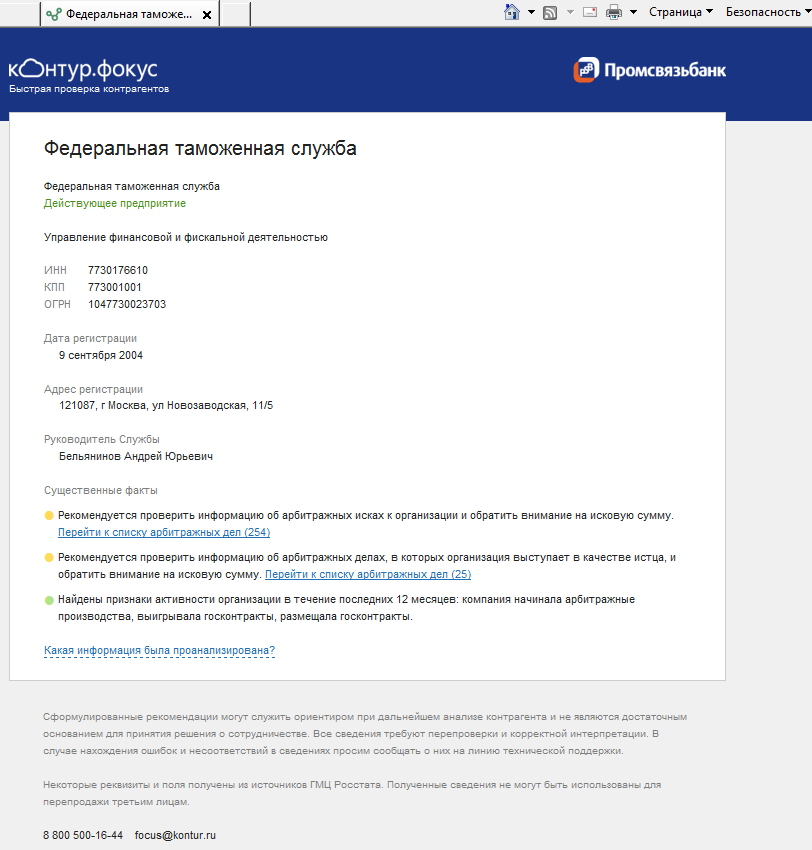 Федеральная таможе...
Страница
Безопасность
контур.фокус
Быстрая проверка контрагентов
Промсвязьбанк
Федеральная таможенная служба
Федеральная таможенная служба
Действующее предприятие
Управление финансовой и фискальной деятельностью
ИНН 7730176610
КПП 773001001
ОГРН 1047730023703
Дата регистрации
9 сентября 2004
Адрес регистрации
121087, г Москва, ул Новозаводская, 11/5
Руководитель Службы
Бельянинов Андрей Юрьевич
Существенные факты
Рекомендуется проверить информацию об арбитражных исках к организации и обратить внимание на исковую сумму.
Перейти к списку арбитражных дел (254)
Рекомендуется проверить информацию об арбитражных делах, в которых организация выступает в качестве истца, и
обратить внимание на исковую сумму. Перейти к списку арбитражных дел (25)
Найдены признаки активности организации в течение последних 12 месяцев: компания начинала арбитражные
производства, выигрывала госконтракты, размещала госконтракты.
Какая информация была проанализирована?
Сформулированные рекомендации могут служить ориентиром при дальнейшем анализе контрагента и не являются достаточным
основанием для принятия решения о сотрудничестве. Все сведения требуют перепроверки и корректной интерпретации. В
случае нахождения ошибок и несоответствий в сведениях просим сообщать о них на линию технической поддержки.
Некоторые реквизиты и поля получены из источников ГМЦ Росстата. Полученные сведения не могут быть использованы для
перепродажи третьим лицам.
8 800 500-16-44 focus@kontur.ru